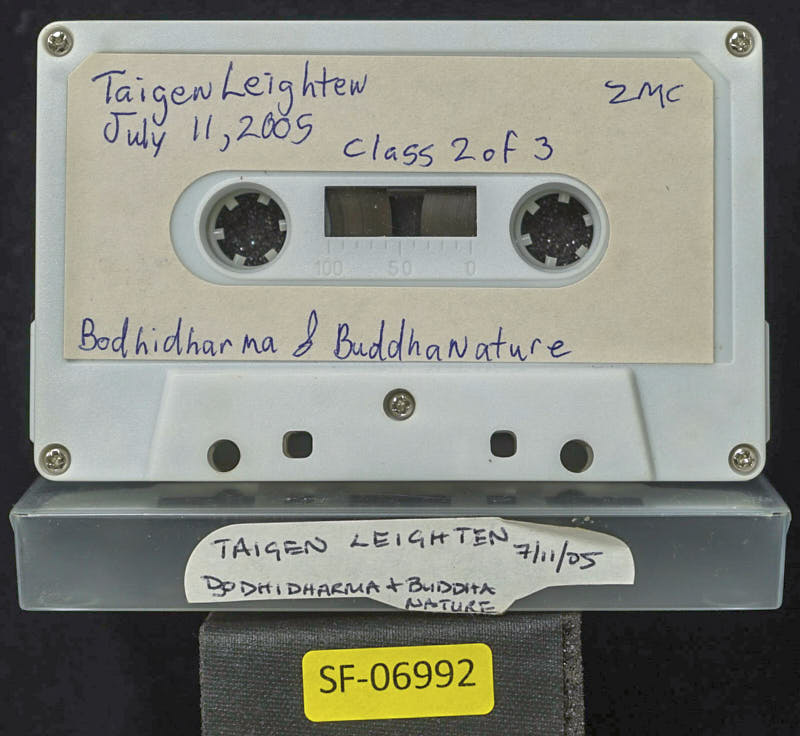 Taigen Leighten
ZMC
July 11, 2005
Class 2 of 3
100 50 0
Bodhidharma & BuddhaNature
TAIGEN LEIGHTEN 7/11/05
BODHIDHARMA + BUDDHA
NATURE
SF-06992